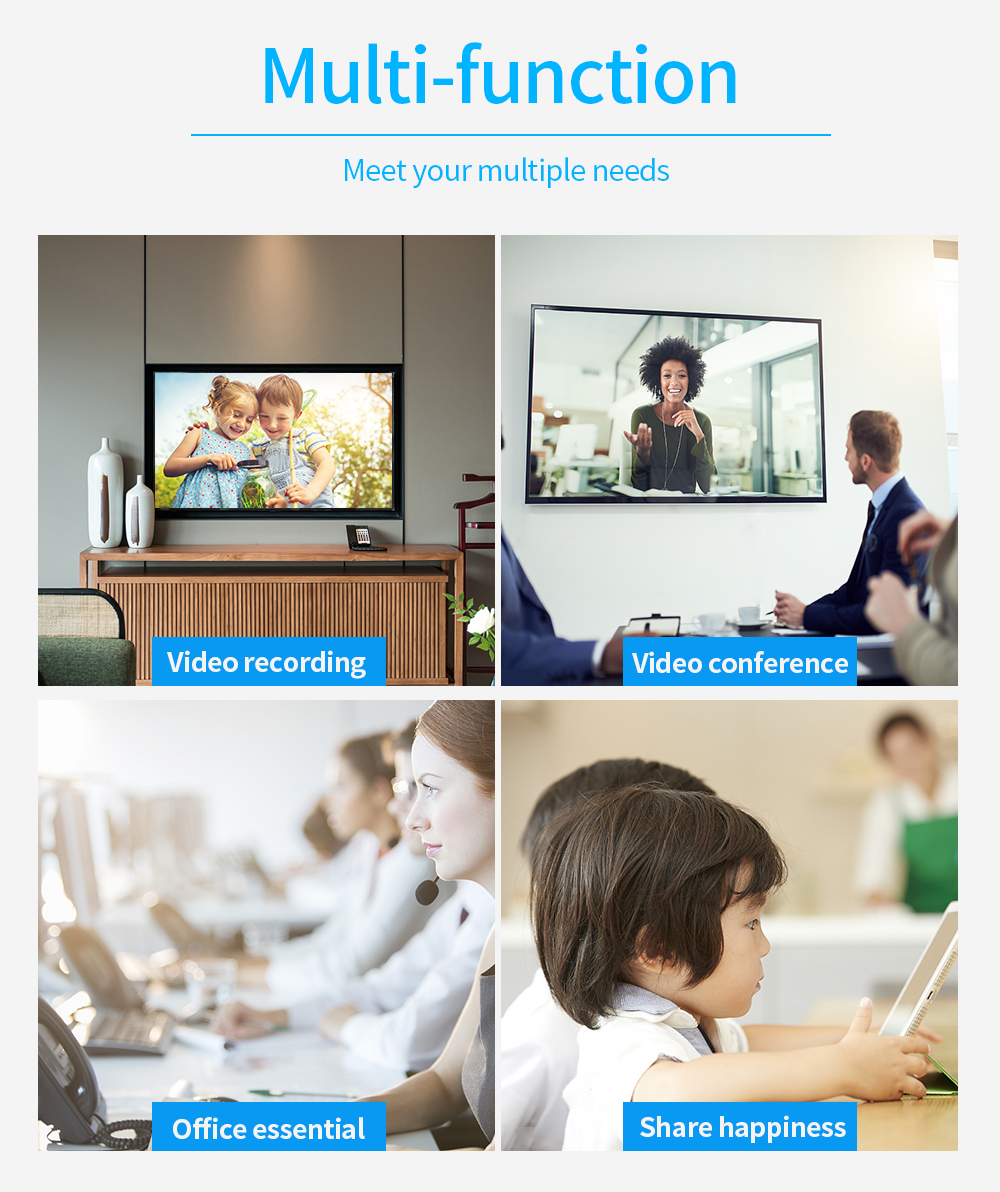 Multi-function
Meet your multiple needs
Video recording
Video conference
Office essential
Share happiness